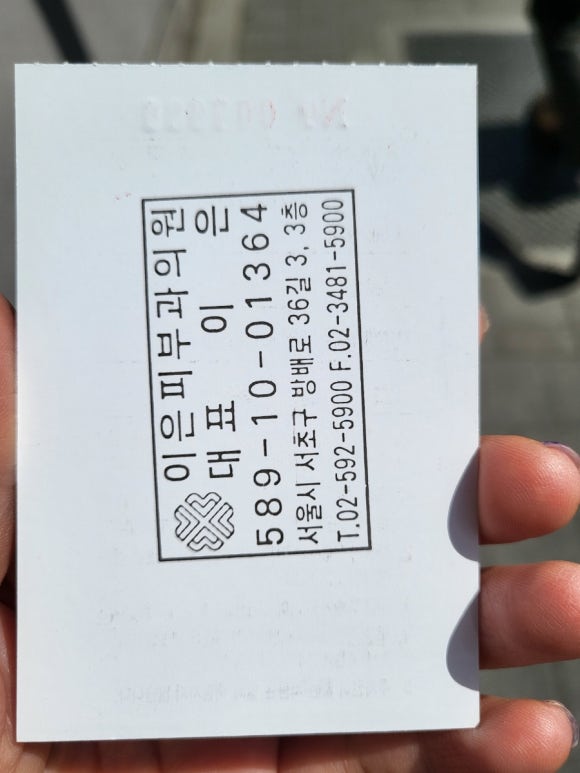 이은피부과의원
대표 이은
589-10-01364
서울시 서초구 방배로 36길 3, 3층
T.02-592-5900 F.02-3481-5900